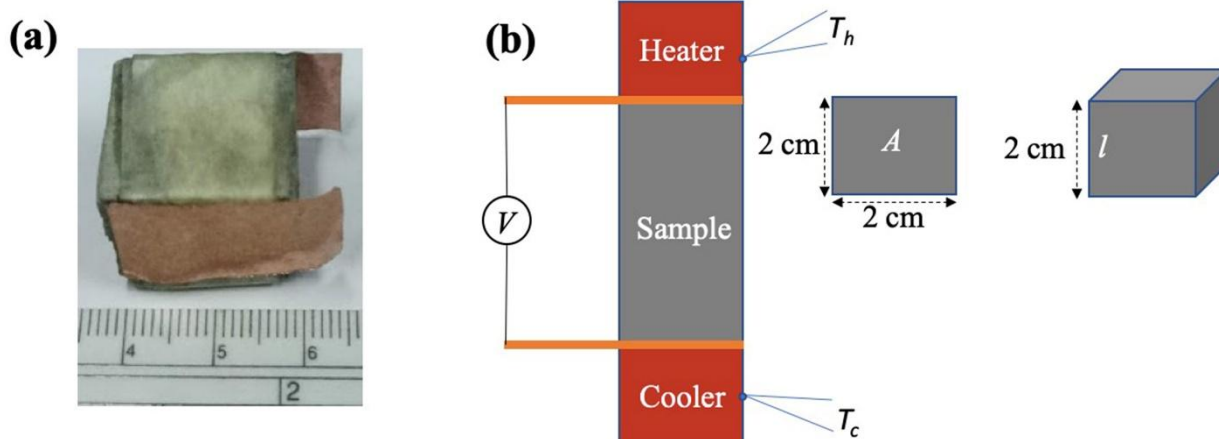 (a)
4 5 6
2
(b)
Heater
T_h
V
Sample
Cooler
T_c
2 cm
A
2 cm
2 cm
l